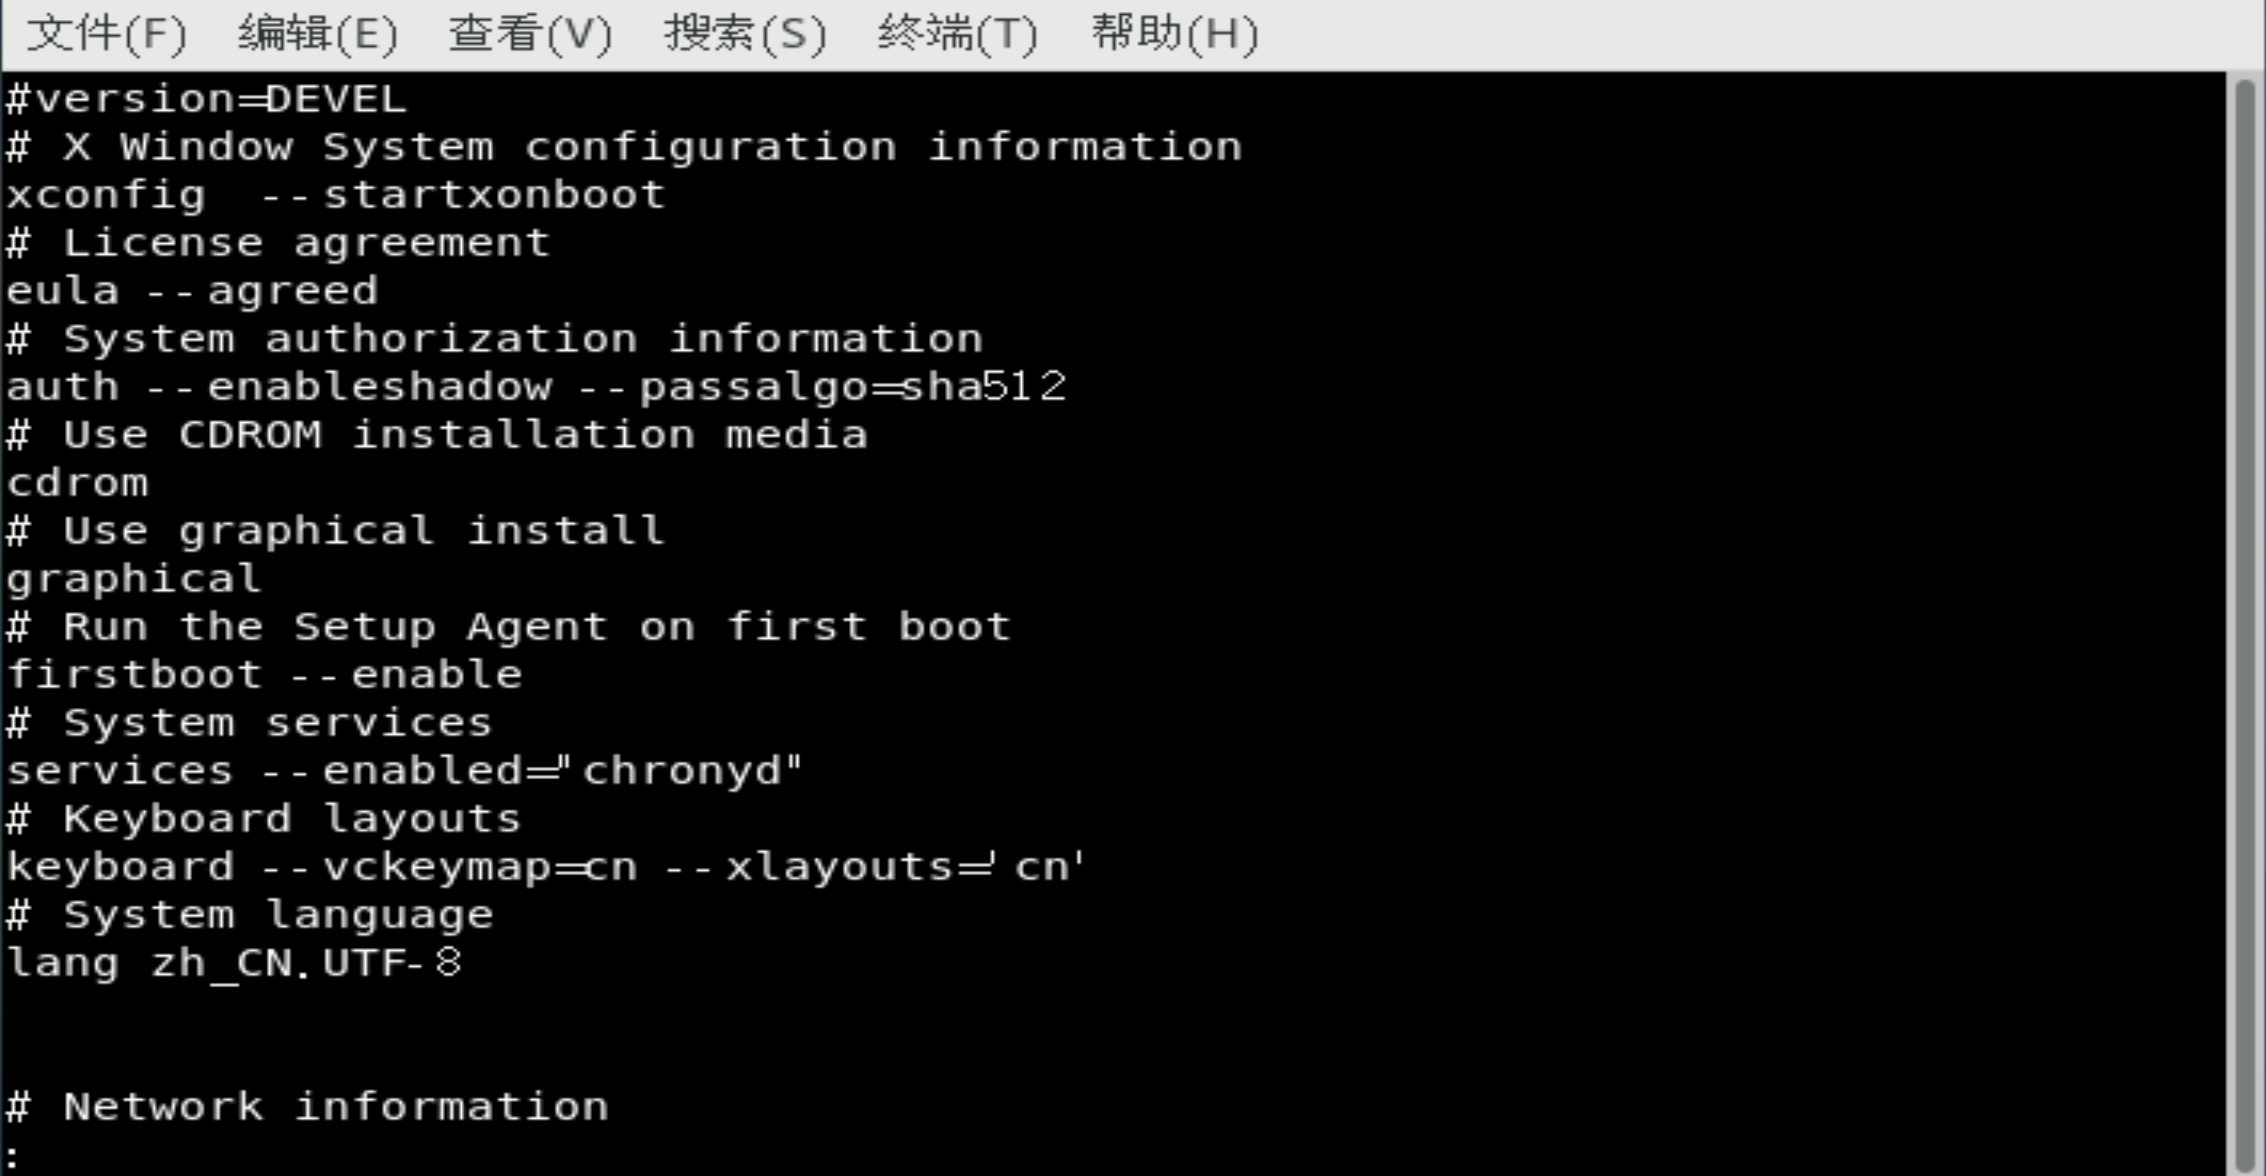 文件(F) 编辑(E) 查看(V) 搜索(S) 终端(T) 帮助(H)
#version=DEVEL
# X Window System configuration information
xconfig  --startxonboot
# License agreement
eula --agreed
# System authorization information
auth --enableshadow --passalgo=sha512
# Use CDROM installation media
cdrom
# Use graphical install
graphical
# Run the Setup Agent on first boot
firstboot --enable
# System services
services --enabled="chronyd"
# Keyboard layouts
keyboard --vckeymap=cn --xlayouts='cn'
# System language
lang zh_CN.UTF-8
# Network information
: